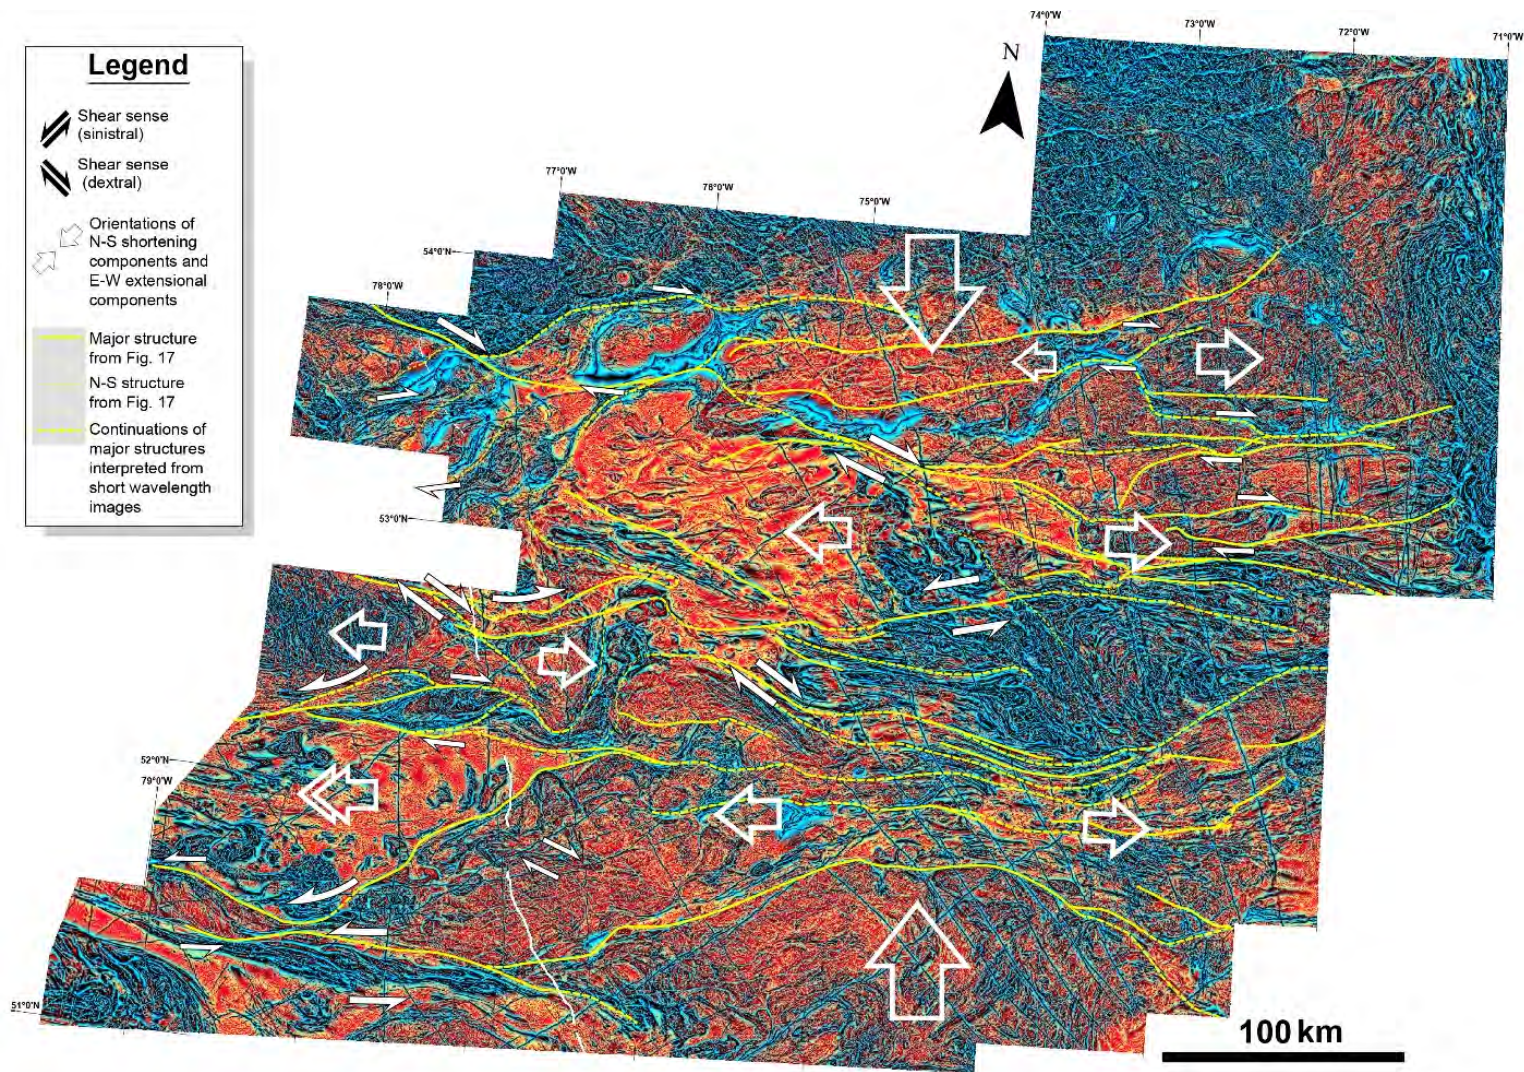 74°0'W
73°0'W
72°0'W
71°0'W
Legend
N
Shear sense
(sinistral)
Shear sense
(dextral)
77°0'W
76°0'W
75°0'W
Orientations of
N-S shortening
components and
E-W extensional
components
54°0'N
78°0'W
Major structure
from Fig. 17
N-S structure
from Fig. 17
Continuations of
major structures
interpreted from
short wavelength
images
53°0'N
52°0'N
79°0'W
51°0'N
100 km